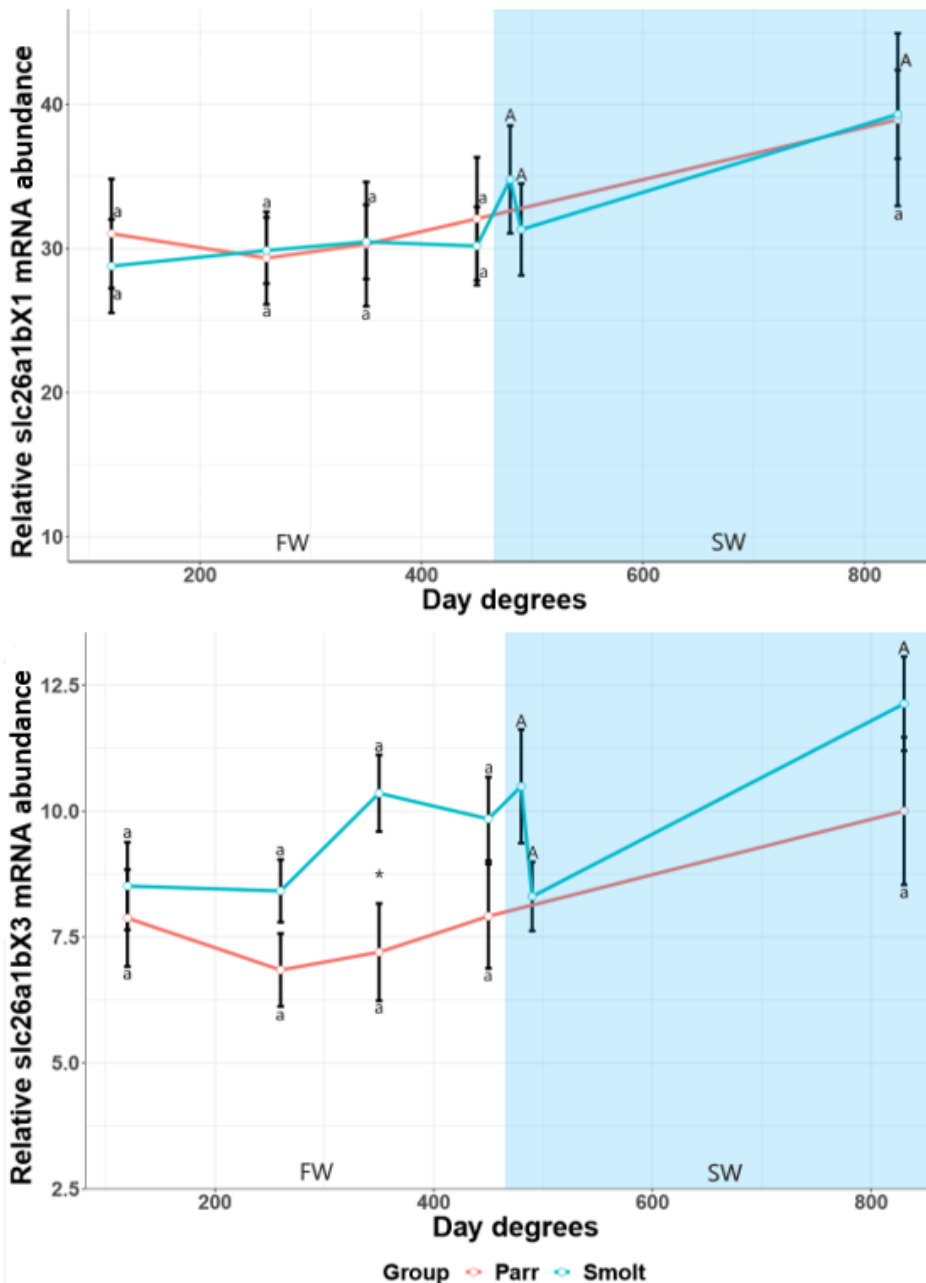 Relative slc26a1bX1 mRNA abundance
40
30
20
10
a
a
a
a
a
a
a
a
A
A
A
a
FW
SW
200
400
600
800
Day degrees
Relative slc26a1bX3 mRNA abundance
12.5
10.0
7.5
5.0
2.5
a
a
a
a
a
a
*
a
a
A
A
A
a
FW
SW
200
400
600
800
Day degrees
Group Parr Smolt